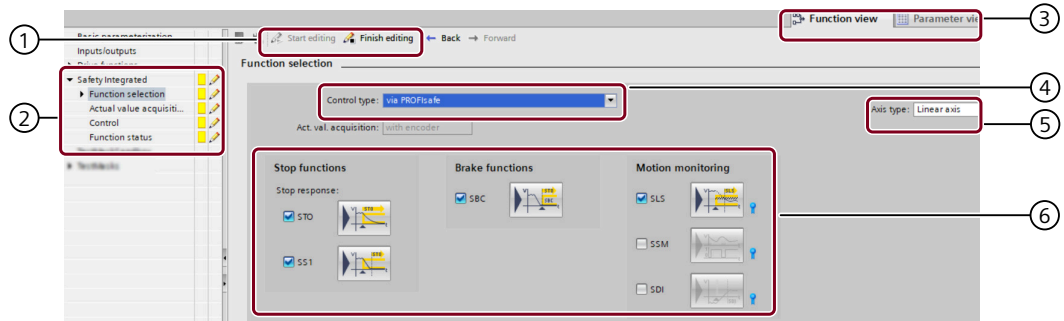 Function view Parameter vie
3
1
Basic parameterization
Start editing Finish editing Back Forward
Inputs/outputs
Drive functions
Function selection
Safety Integrated
Function selection
Actual value acquisiti...
Control
Function status
2
Control type: via PROFIsafe
4
Axis type: Linear axis
5
Act. val. acquisition: with encoder
Stop functions
Stop response:
STO
SS1
Brake functions
SBC
Motion monitoring
SLS
SSM
SDI
6